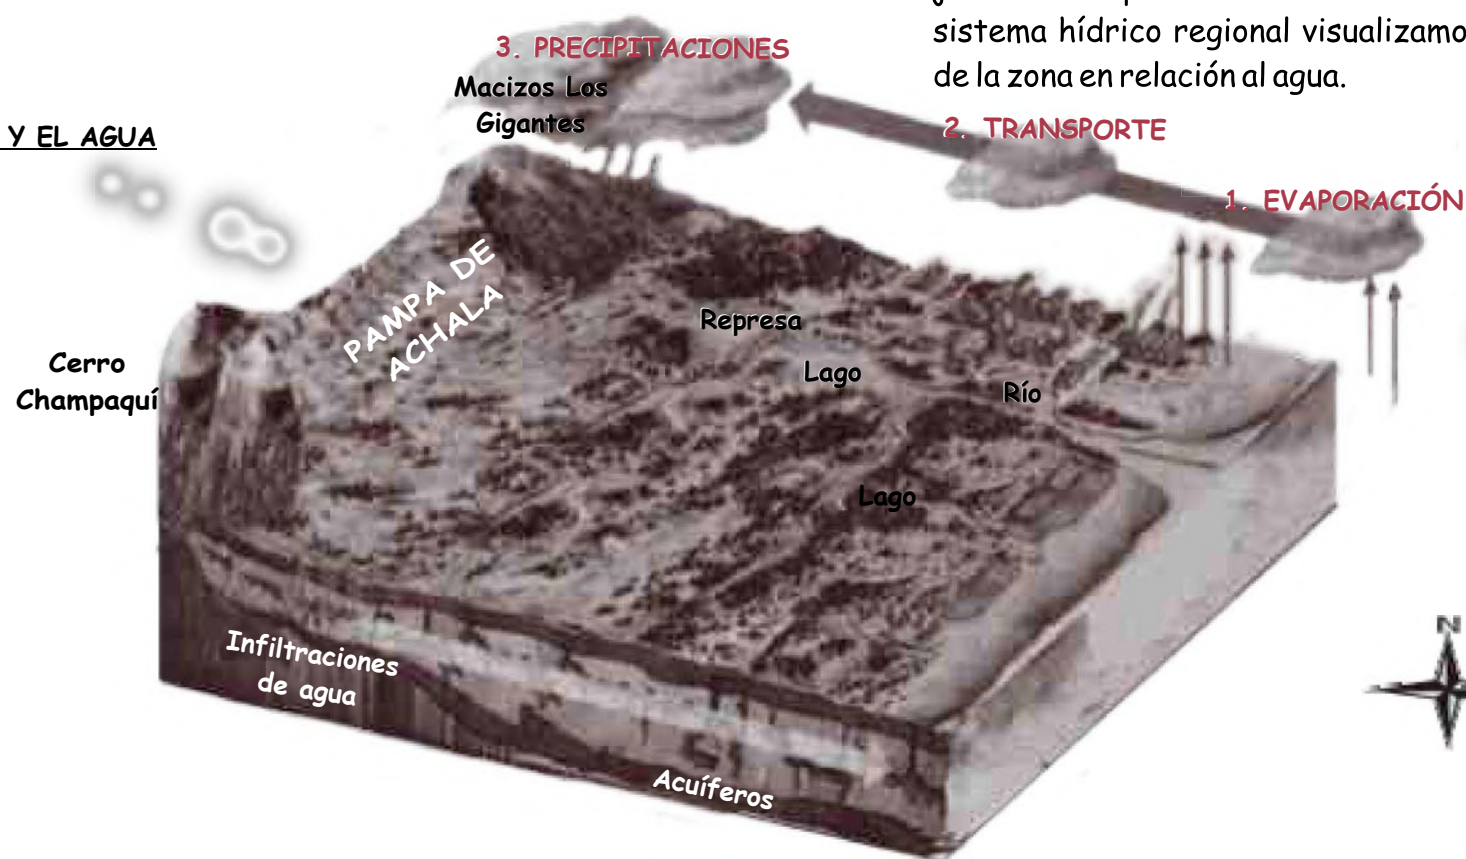 sistema hídrico regional visualizamo
de la zona en relación al agua.
Y EL AGUA
3. PRECIPITACIONES
Macizos Los
Gigantes
2. TRANSPORTE
1. EVAPORACIÓN
PAMPA DE
ACHALA
Represa
Cerro
Champaquí
Lago
Río
Lago
Infiltraciones
de agua
Acuíferos
N